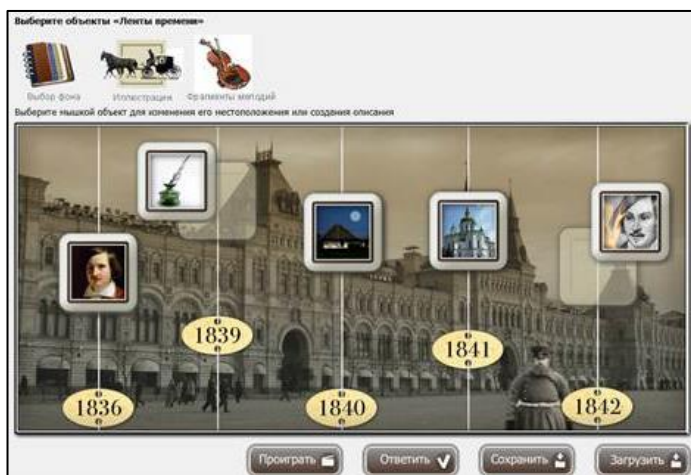 Выберите объекты «Ленты времени»
Выбор фона
Иллюстрация
Фрагменты мелодий
Выберите мышкой объект для изменения его местоположения или создания описания
1839
1841
1836
1840
1842
Проиграть
Ответить
Сохранить
Загрузить